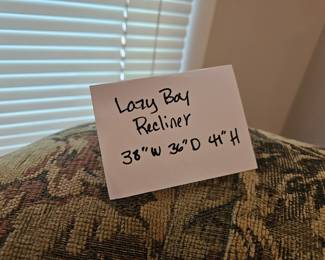 Lazy Boy
Recliner
38"W 36"D 41"H